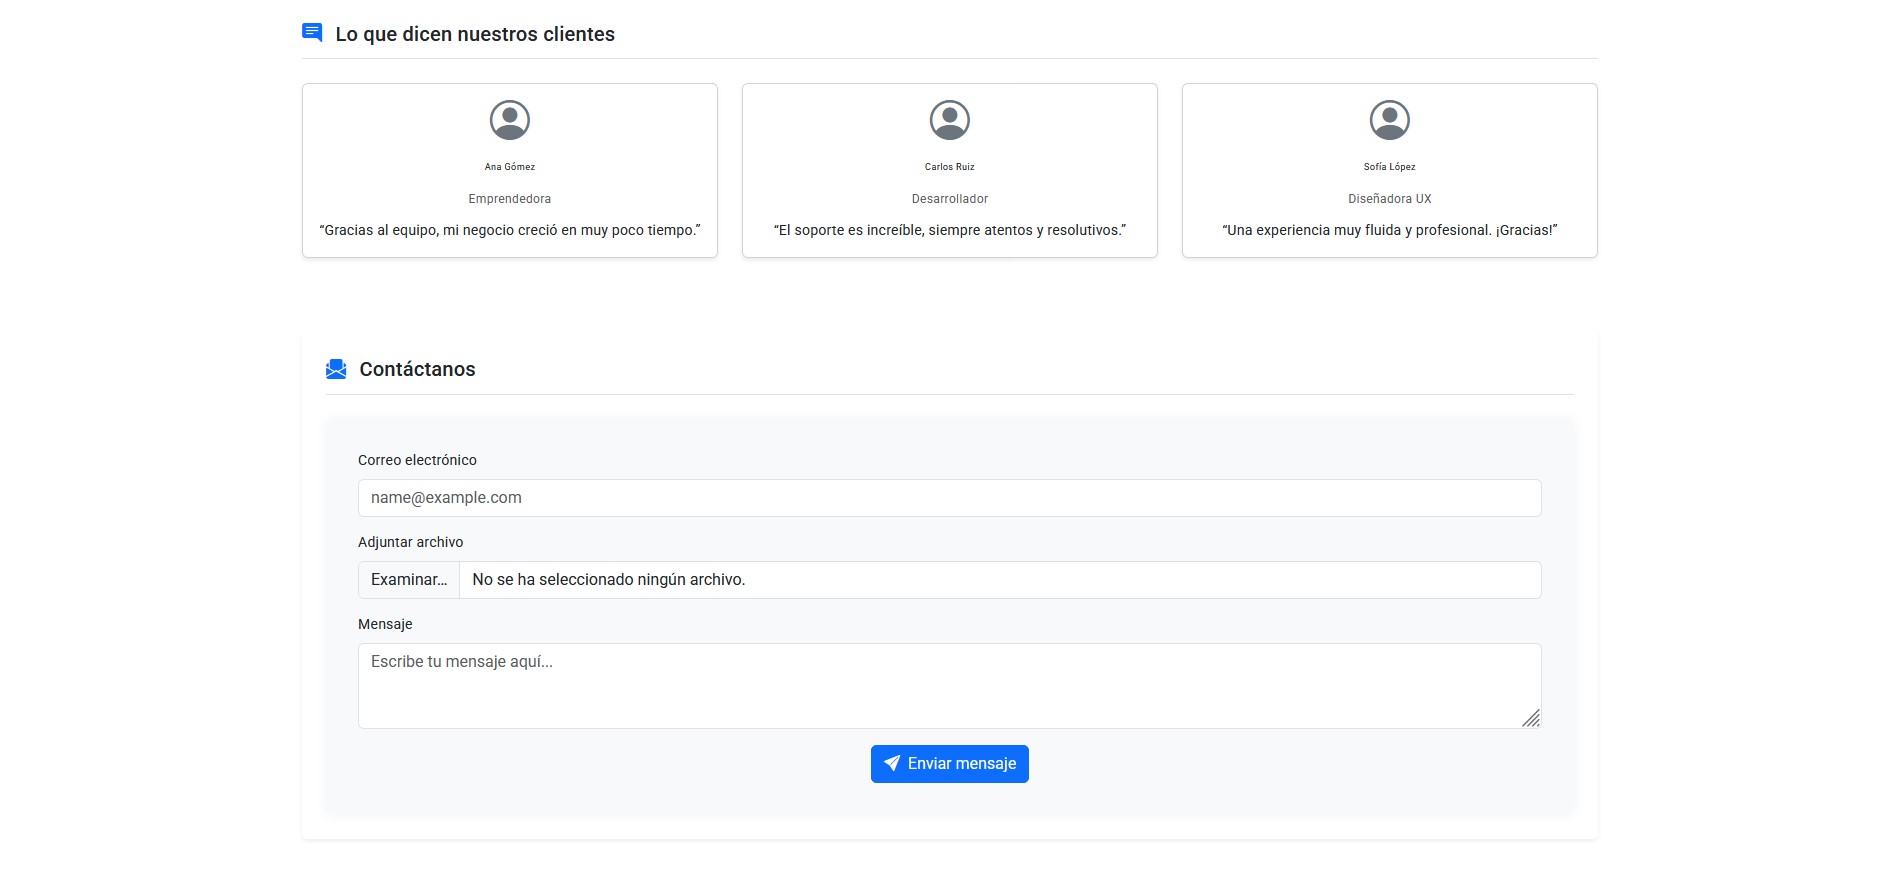 Lo que dicen nuestros clientes
Ana Gómez
Emprendedora
“Gracias al equipo, mi negocio creció en muy poco tiempo.”
Carlos Ruiz
Desarrollador
“El soporte es increíble, siempre atentos y resolutivos.”
Sofía López
Diseñadora UX
“Una experiencia muy fluida y profesional. ¡Gracias!”
Contáctanos
Correo electrónico
name@example.com
Adjuntar archivo
Examinar... No se ha seleccionado ningún archivo.
Mensaje
Escribe tu mensaje aquí...
Enviar mensaje